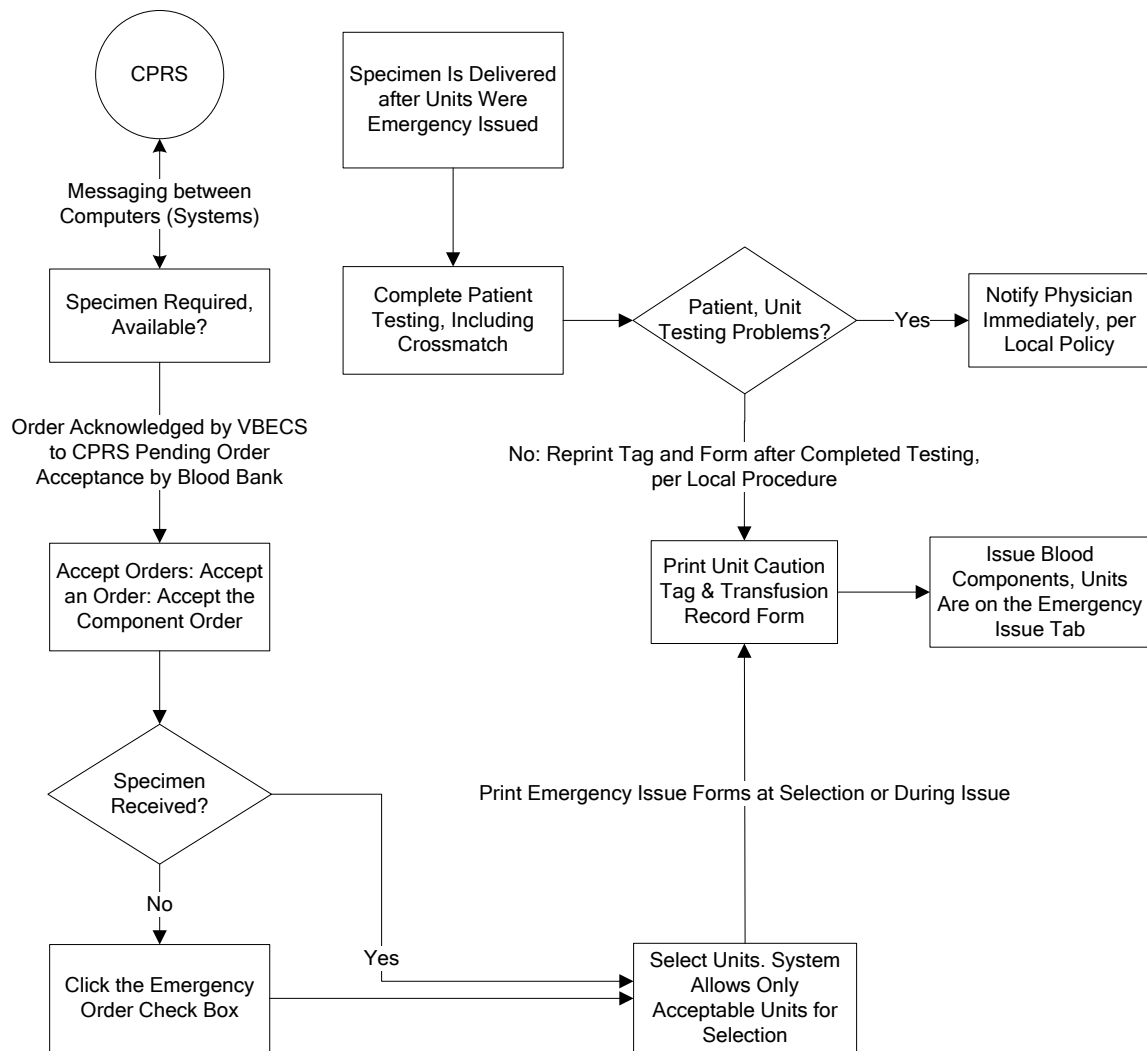 CPRS
Messaging between
Computers (Systems)
Specimen Required,
Available?
Order Acknowledged by VBECS
to CPRS Pending Order
Acceptance by Blood Bank
Accept Orders: Accept
an Order: Accept the
Component Order
Specimen
Received?
No
Yes
Click the Emergency
Order Check Box
Specimen Is Delivered
after Units Were
Emergency Issued
Complete Patient
Testing, Including
Crossmatch
Patient, Unit
Testing Problems?
Yes
Notify Physician
Immediately, per
Local Policy
No: Reprint Tag and Form after Completed Testing,
per Local Procedure
Print Unit Caution
Tag & Transfusion
Record Form
Issue Blood
Components, Units
Are on the Emergency
Issue Tab
Print Emergency Issue Forms at Selection or During Issue
Select Units. System
Allows Only
Acceptable Units for
Selection